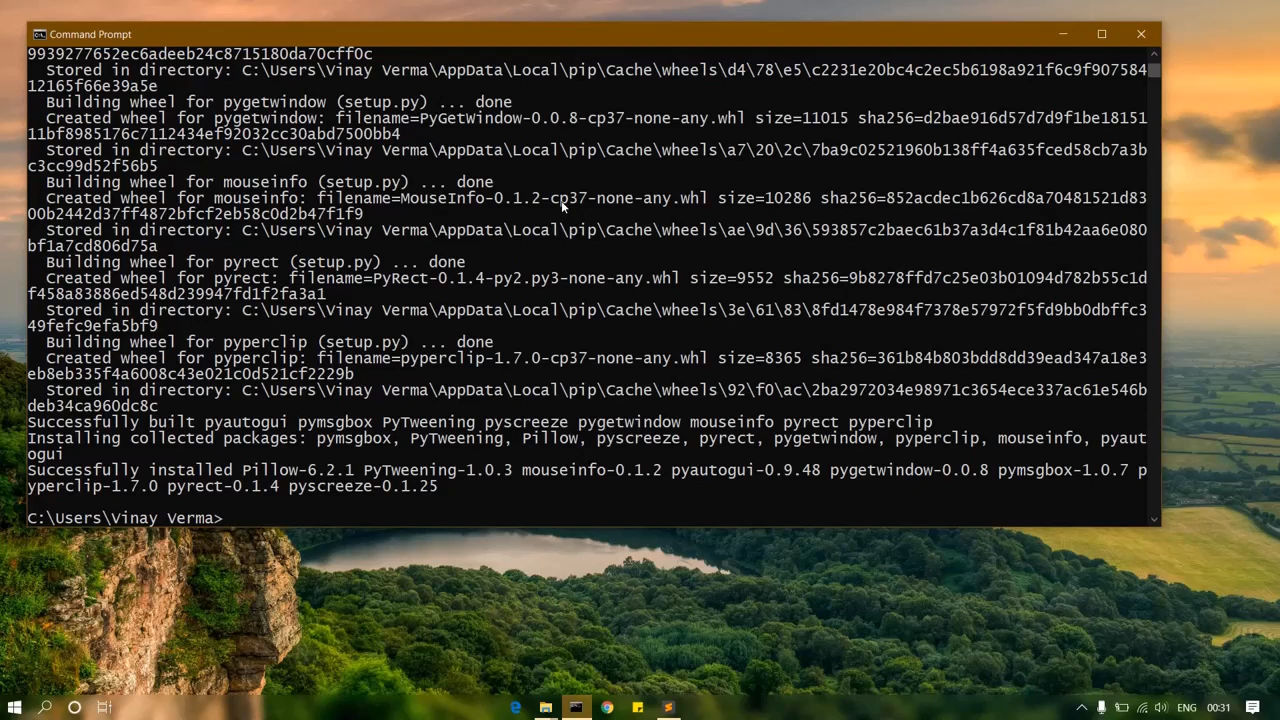 Command Prompt
9939277652ec6adeeb24c8715180da70cff0c
Stored in directory: C:\Users\Vinay Verma\AppData\Local\pip\Cache\wheels\d4\78\e5\c2231e20bc4c2ec5b6198a921f6c9f907584
12165f66e39a5e
Building wheel for pygetwindow (setup.py) ... done
Created wheel for pygetwindow: filename=PyGetWindow-0.0.8-cp37-none-any.whl size=11015 sha256=d2bae916d57d7d9f1be18151
11bf8985176c7112434ef92032cc30abd7500bb4
Stored in directory: C:\Users\Vinay Verma\AppData\Local\pip\Cache\wheels\a7\20\2c\7ba9c02521960b138ff4a635fced58cb7a3b
c3cc99d52f56b5
Building wheel for mouseinfo (setup.py) ... done
Created wheel for mouseinfo: filename=MouseInfo-0.1.2-cp37-none-any.whl size=10286 sha256=852acdec1b626cd8a70481521d83
00b2442d37ff4872bfcf2eb58c0d2b47f1f9
Stored in directory: C:\Users\Vinay Verma\AppData\Local\pip\Cache\wheels\ae\9d\36\593857c2baec61b37a3d4c1f81b42aa6e080
bf1a7cd806d75a
Building wheel for pyrect (setup.py) ... done
Created wheel for pyrect: filename=PyRect-0.1.4-py2.py3-none-any.whl size=9552 sha256=9b8278ffd7c25e03b01094d782b55c1d
f458a83886ed548d239947fd1f2fa3a1
Stored in directory: C:\Users\Vinay Verma\AppData\Local\pip\Cache\wheels\3e\61\83\8fd1478e984f7378e57972f5fd9bb0dbffc3
49fefc9efa5bf9
Building wheel for pyperclip (setup.py) ... done
Created wheel for pyperclip: filename=pyperclip-1.7.0-cp37-none-any.whl size=8365 sha256=361b84b803bdd8dd39ead347a18e3
eb8eb335f4a6008c43e021c0d521cf2229b
Stored in directory: C:\Users\Vinay Verma\AppData\Local\pip\Cache\wheels\92\f0\ac\2ba2972034e98971c3654ece337ac61e546b
deb34ca960dc8c
Successfully built pyautogui pymsgbox PyTweening pyscreeze pygetwindow mouseinfo pyrect pyperclip
Installing collected packages: pymsgbox, PyTweening, Pillow, pyscreeze, pyrect, pygetwindow, pyperclip, mouseinfo, pyaut
ogui
Successfully installed Pillow-6.2.1 PyTweening-1.0.3 mouseinfo-0.1.2 pyautogui-0.9.48 pygetwindow-0.0.8 pymsgbox-1.0.7 p
yperclip-1.7.0 pyrect-0.1.4 pyscreeze-0.1.25
C:\Users\Vinay Verma>
ENG
00:31